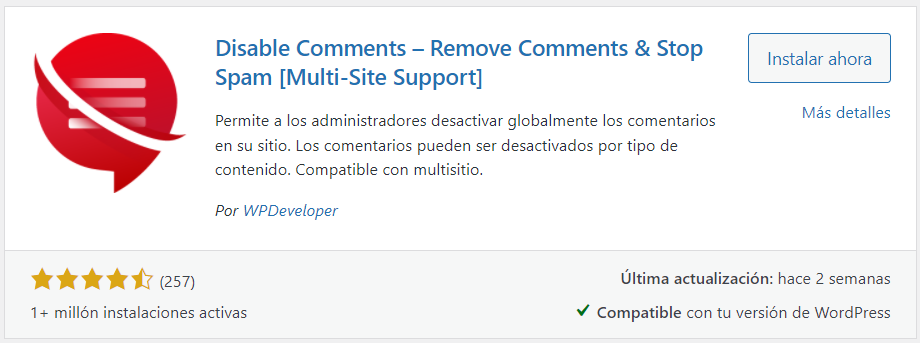 Disable Comments – Remove Comments & Stop
Spam [Multi-Site Support]
Instalar ahora
Más detalles
Permite a los administradores desactivar globalmente los comentarios
en su sitio. Los comentarios pueden ser desactivados por tipo de
contenido. Compatible con multisitio.
Por WPDeveloper
(257)
1+ millón instalaciones activas
Última actualización: hace 2 semanas
Compatible con tu versión de WordPress